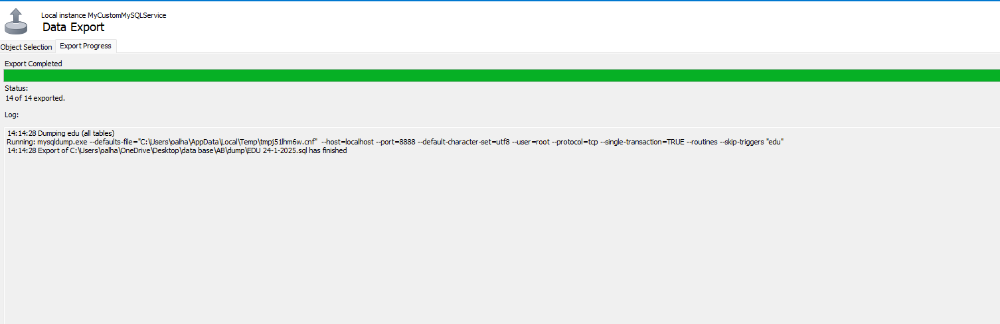 Local instance MyCustomMySQLService
Data Export
Object Selection Export Progress
Export Completed
Status:
14 of 14 exported.
Log:
14:14:28 Dumping edu (all tables)
Running: mysqldump.exe --defaults-file="C:\Users\oalha\AppData\Local\Temp\tmpj51lhm6w.cnf"  --host=localhost --port=8888 --default-character-set=utf8 --user=root --protocol=tcp --single-transaction=TRUE --routines --skip-triggers "edu"
14:14:28 Export of C:\Users\oalha\OneDrive\Desktop\data base\AB\dump\EDU 24-1-2025.sql has finished